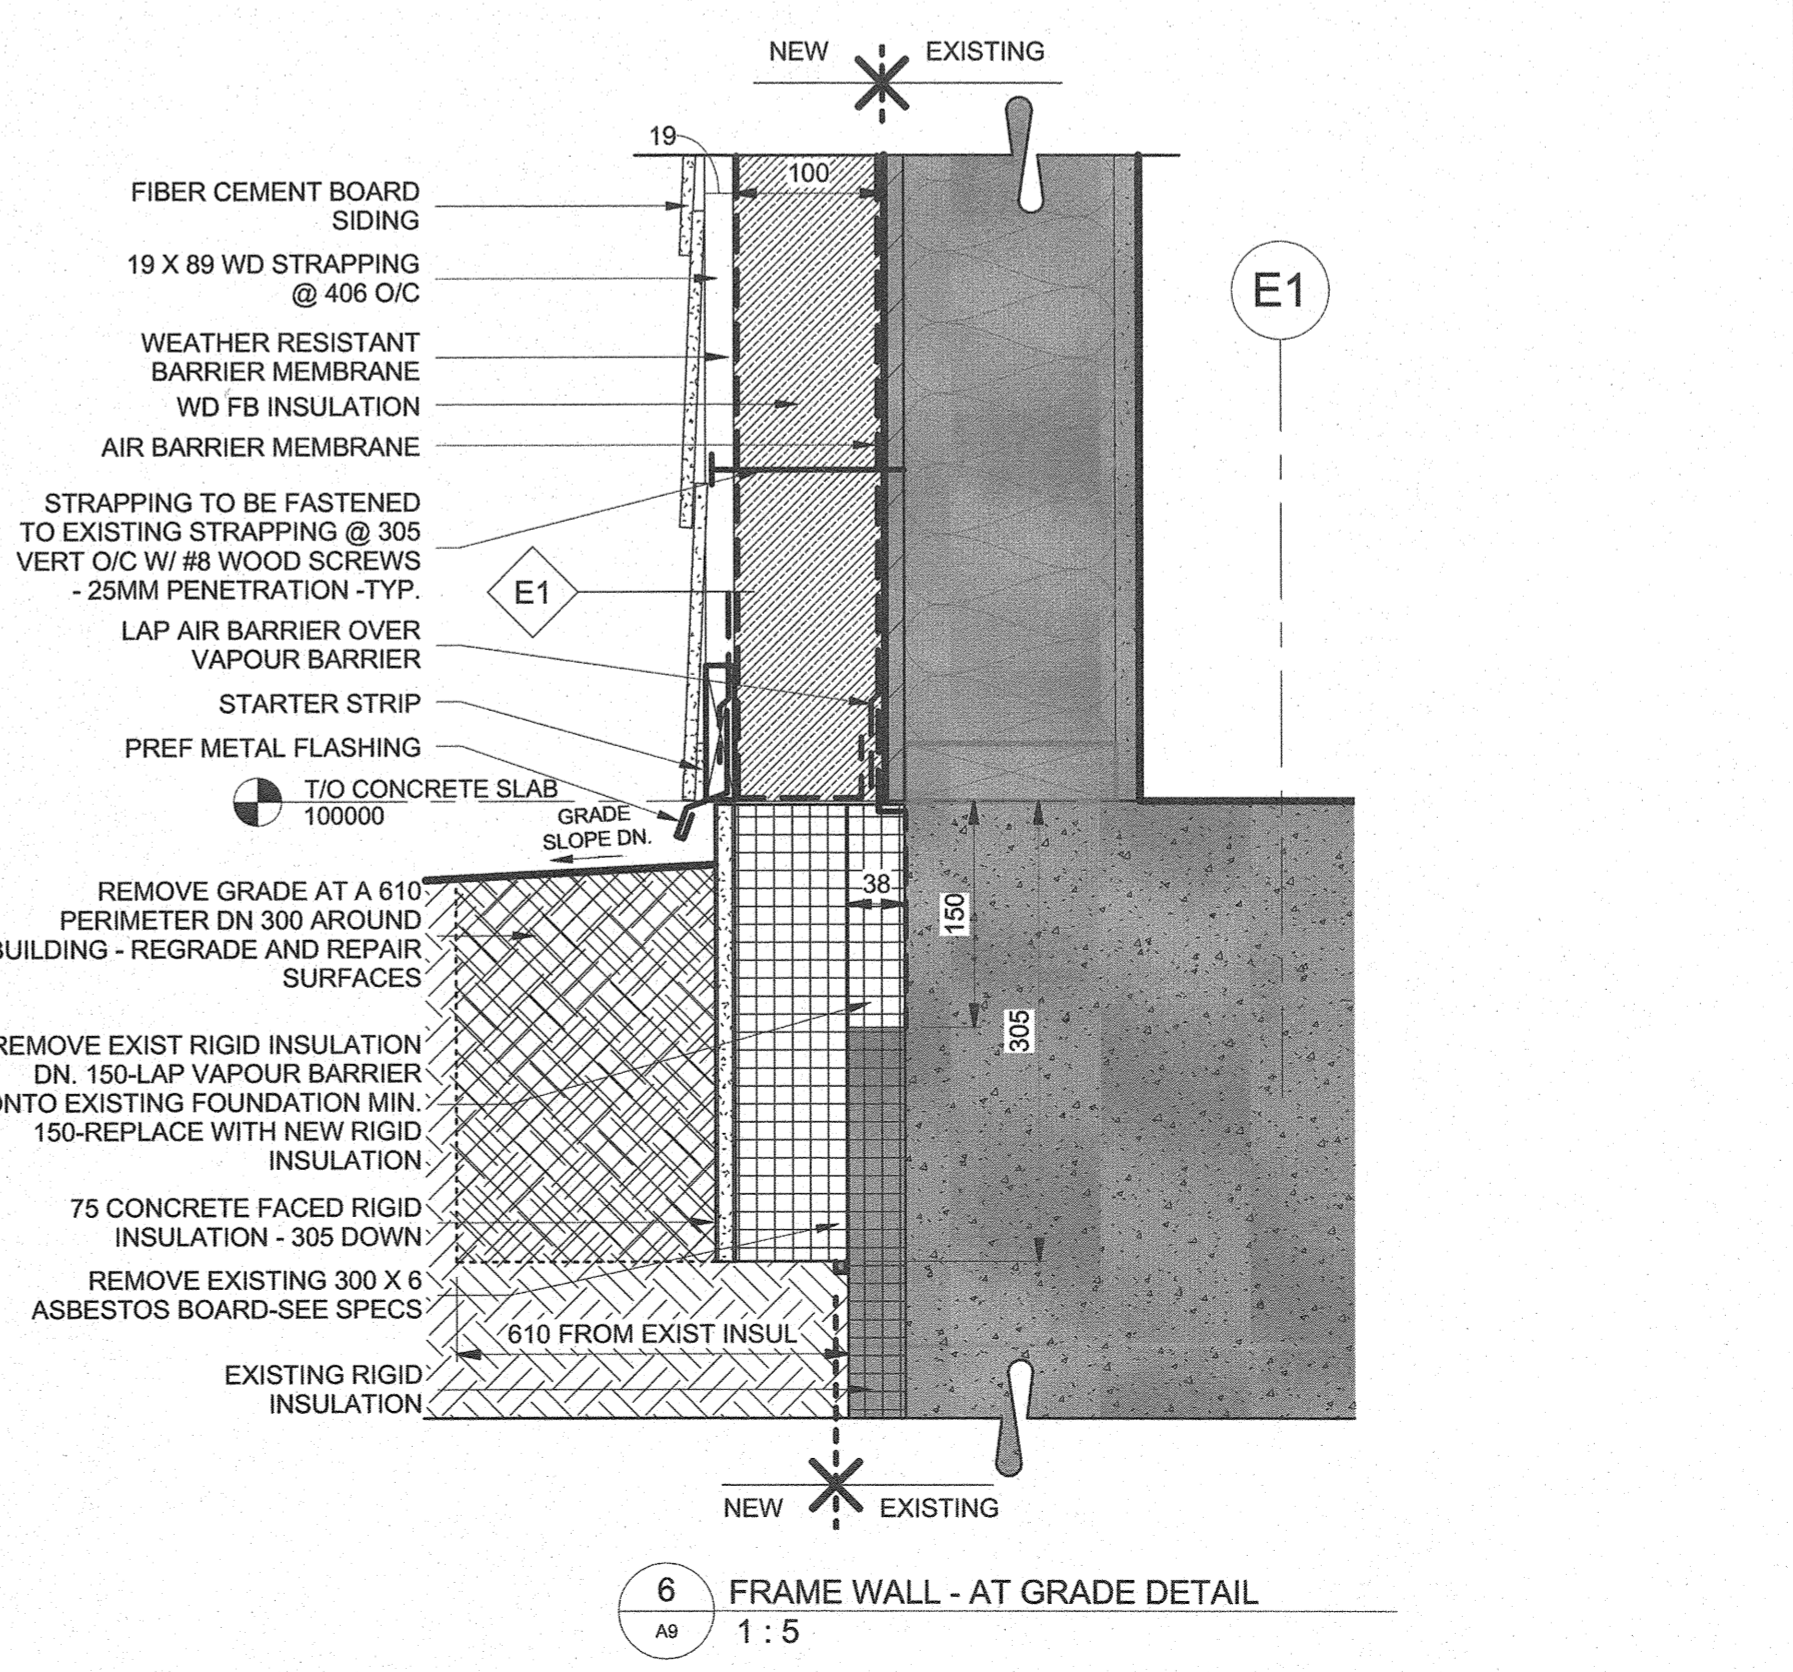 NEW EXISTING
19
100
FIBER CEMENT BOARD
SIDING
19 X 89 WD STRAPPING
@ 406 O/C
E1
WEATHER RESISTANT
BARRIER MEMBRANE
WD FB INSULATION
AIR BARRIER MEMBRANE
STRAPPING TO BE FASTENED
TO EXISTING STRAPPING @ 305
VERT O/C W/ #8 WOOD SCREWS
- 25MM PENETRATION -TYP.
E1
LAP AIR BARRIER OVER
VAPOUR BARRIER
STARTER STRIP
PREF METAL FLASHING
T/O CONCRETE SLAB
100000
GRADE
SLOPE DN.
REMOVE GRADE AT A 610
PERIMETER DN 300 AROUND
BUILDING - REGRADE AND REPAIR
SURFACES
38
150
305
REMOVE EXIST RIGID INSULATION
DN. 150-LAP VAPOUR BARRIER
ONTO EXISTING FOUNDATION MIN.
150-REPLACE WITH NEW RIGID
INSULATION
75 CONCRETE FACED RIGID
INSULATION - 305 DOWN
REMOVE EXISTING 300 X 6
ASBESTOS BOARD-SEE SPECS
610 FROM EXIST INSUL
EXISTING RIGID
INSULATION
NEW EXISTING
6
A9
FRAME WALL - AT GRADE DETAIL
1 : 5